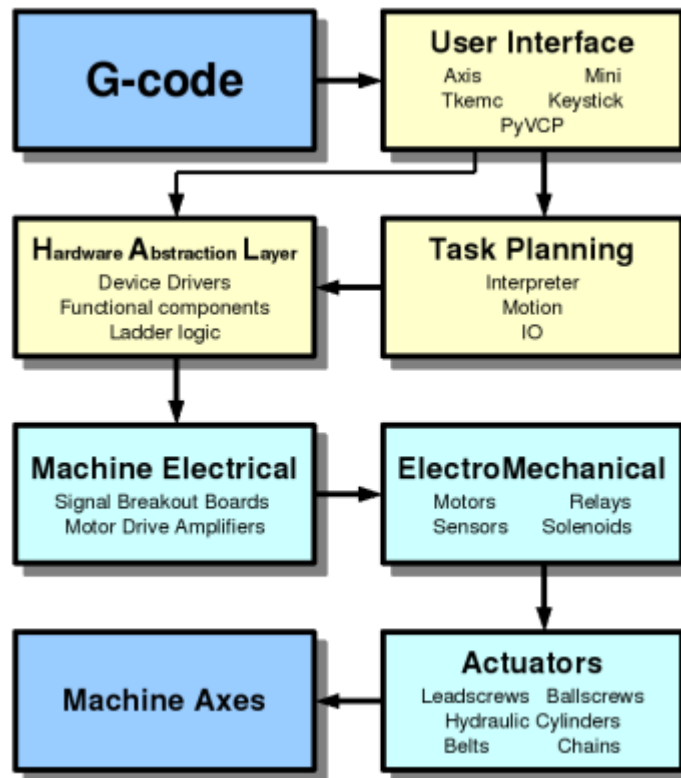 G-code
User Interface
Axis Mini
Tkemc Keystick
PyVCP
Hardware Abstraction Layer
Device Drivers
Functional components
Ladder logic
Task Planning
Interpreter
Motion
IO
Machine Electrical
Signal Breakout Boards
Motor Drive Amplifiers
ElectroMechanical
Motors Relays
Sensors Solenoids
Machine Axes
Actuators
Leadscrews Ballscrews
Hydraulic Cylinders
Belts Chains